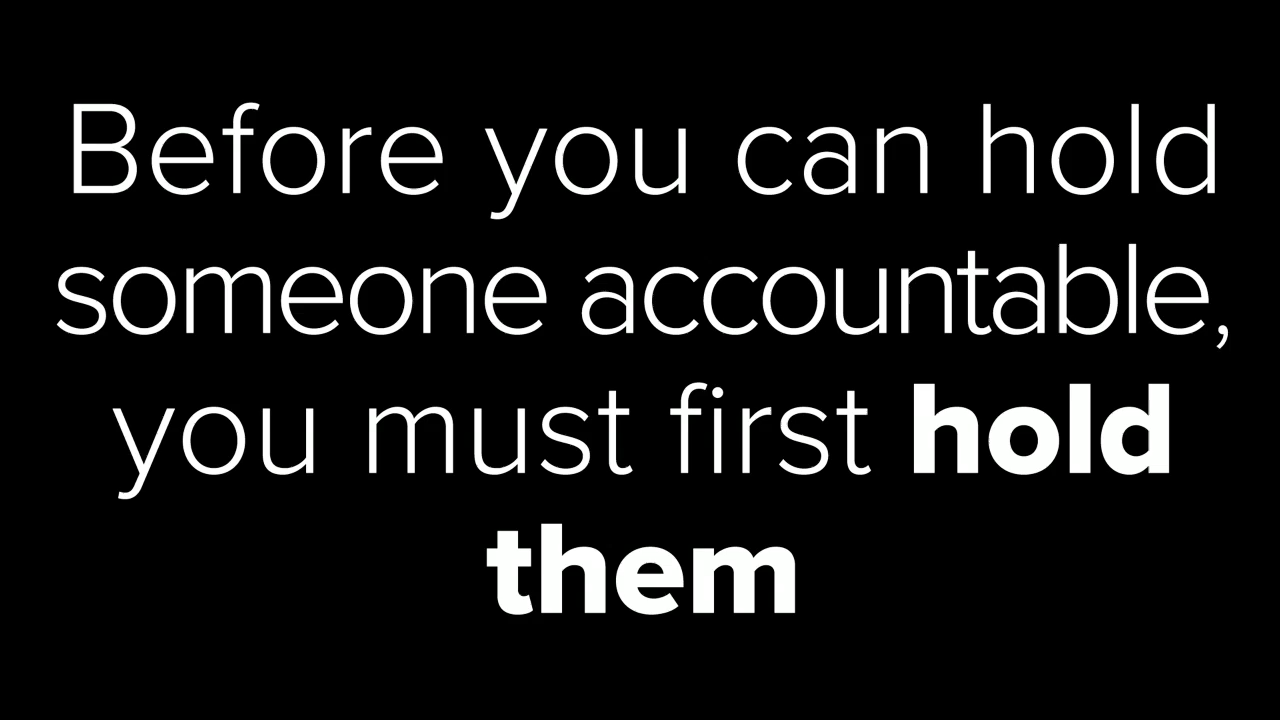 Before you can hold
someone accountable,
you must first hold
them